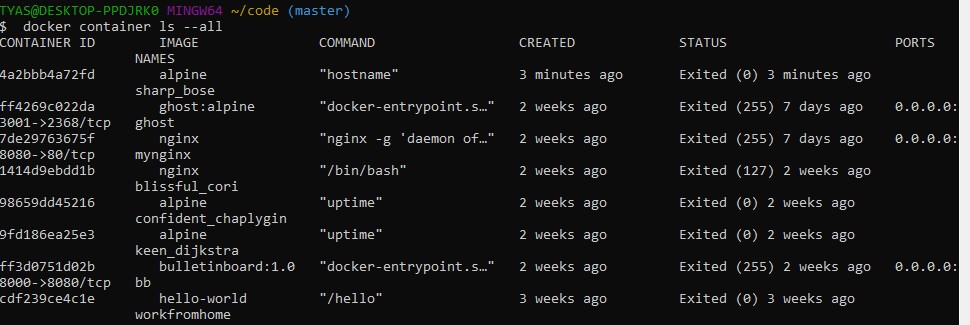 TYAS@DESKTOP-PPDJRK0 MINGW64 ~/code (master)
$ docker container ls --all
CONTAINER ID IMAGE COMMAND CREATED STATUS PORTS
NAMES
4a2bbb4a72fd alpine "hostname" 3 minutes ago Exited (0) 3 minutes ago
sharp_bose
ff4269c022da ghost:alpine "docker-entrypoint.s…" 2 weeks ago Exited (255) 7 days ago 0.0.0.0:
3001->2368/tcp ghost
7de29763675f nginx "nginx -g 'daemon of…" 2 weeks ago Exited (255) 7 days ago 0.0.0.0:
8080->80/tcp mynginx
1414d9ebdd1b nginx "/bin/bash" 2 weeks ago Exited (127) 2 weeks ago
blissful_cori
98659dd45216 alpine "uptime" 2 weeks ago Exited (0) 2 weeks ago
confident_chaplygin
9fd186ea25e3 alpine "uptime" 2 weeks ago Exited (0) 2 weeks ago
keen_dijkstra
ff3d0751d02b bulletinboard:1.0 "docker-entrypoint.s…" 2 weeks ago Exited (255) 2 weeks ago 0.0.0.0:
8000->8080/tcp bb
cdf239ce4c1e hello-world "/hello" 3 weeks ago Exited (0) 3 weeks ago
workfromhome